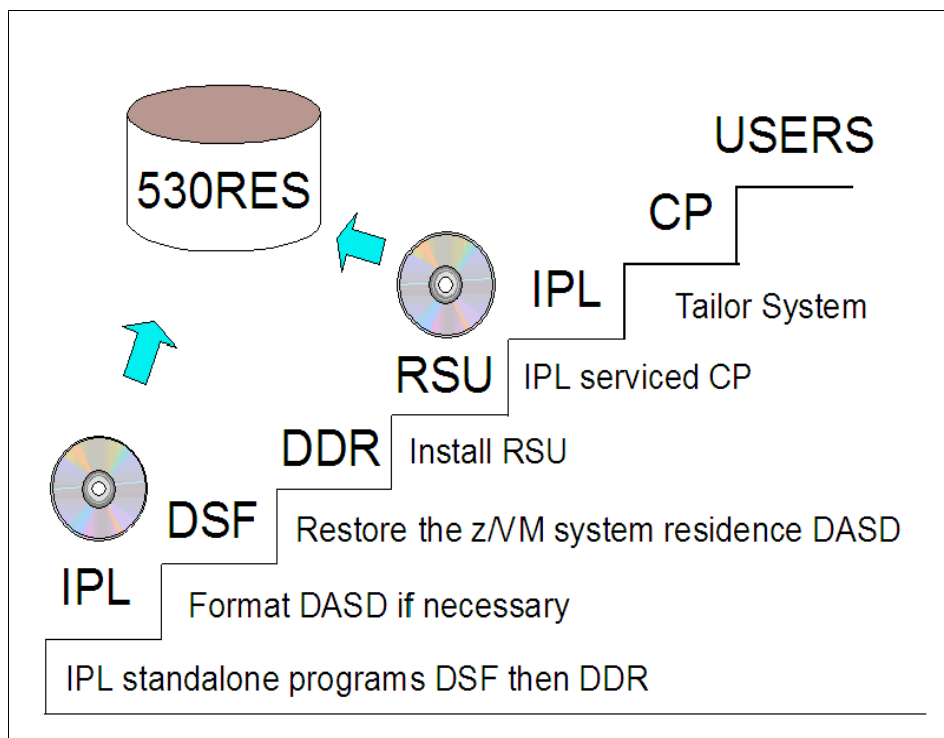 USERS
530RES
CP
IPL
Tailor System
RSU
IPL serviced CP
DDR
Install RSU
DSF
Restore the z/VM system residence DASD
IPL
Format DASD if necessary
IPL standalone programs DSF then DDR